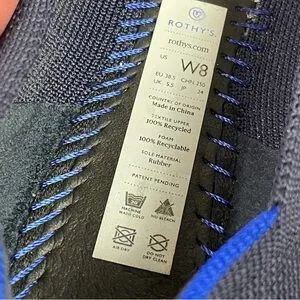 ROTHY'S
rothys.com
US W8
EU 38.5 CHN 250
UK 5.5 JP 24
COUNTRY OF ORIGIN
Made in China
TEXTILE UPPER
100% Recycled
FOAM
100% Recyclable
SOLE MATERIAL
Rubber
PATENT PENDING
MACHINE WASH COLD
NO BLEACH
AIR DRY
DO NOT DRY CLEAN